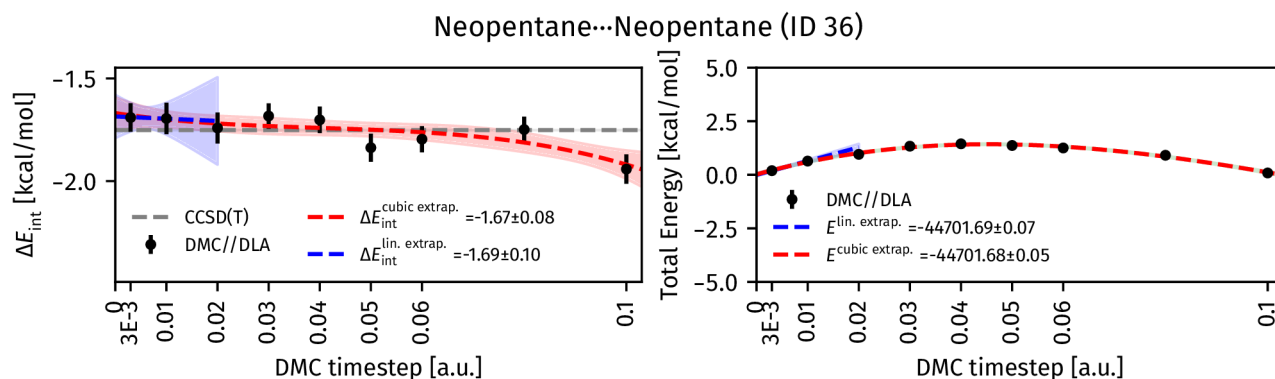 Neopentane···Neopentane (ID 36)
ΔE_int [kcal/mol]
−1.5
−2.0
CCSD(T)
DMC//DLA
ΔE_int^cubic extrap. =-1.67±0.08
ΔE_int^lin. extrap. =-1.69±0.10
0
3E-3
0.01
0.02
0.03
0.04
0.05
0.06
0.1
DMC timestep [a.u.]
Total Energy [kcal/mol]
5.0
2.5
0.0
−2.5
−5.0
DMC//DLA
E^lin. extrap. =-44701.69±0.07
E^cubic extrap. =-44701.68±0.05
0
3E-3
0.01
0.02
0.03
0.04
0.05
0.06
0.1
DMC timestep [a.u.]